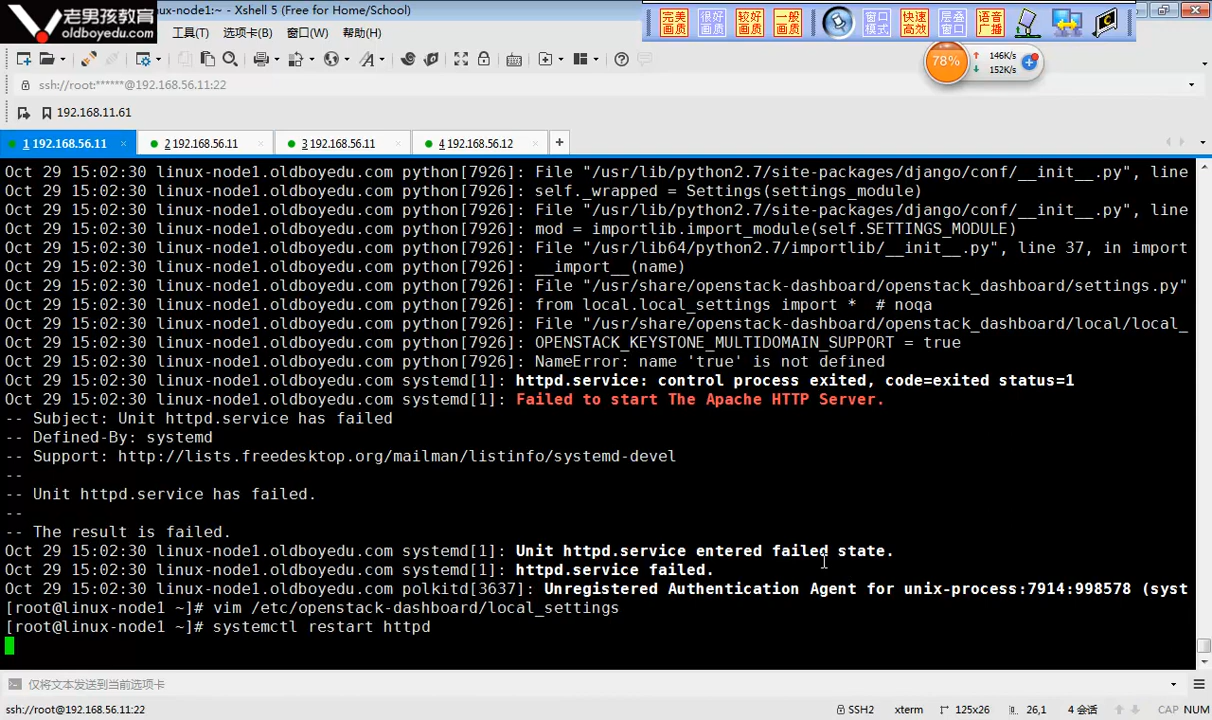 老男孩教育
oldboyedu.com
linux-node1:~ - Xshell 5 (Free for Home/School)
完美画质
很好画质
较好画质
一般画质
窗口模式
快速高效
层叠窗口
语音广播
工具(T) 选项卡(B) 窗口(W) 帮助(H)
78%
146K/s
152K/s
ssh://root:******@192.168.56.11:22
192.168.11.61
1 192.168.56.11
2 192.168.56.11
3 192.168.56.11
4 192.168.56.12
Oct 29 15:02:30 linux-node1.oldboyedu.com python[7926]: File "/usr/lib/python2.7/site-packages/django/conf/__init__.py", line
Oct 29 15:02:30 linux-node1.oldboyedu.com python[7926]: self._wrapped = Settings(settings_module)
Oct 29 15:02:30 linux-node1.oldboyedu.com python[7926]: File "/usr/lib/python2.7/site-packages/django/conf/__init__.py", line
Oct 29 15:02:30 linux-node1.oldboyedu.com python[7926]: mod = importlib.import_module(self.SETTINGS_MODULE)
Oct 29 15:02:30 linux-node1.oldboyedu.com python[7926]: File "/usr/lib64/python2.7/importlib/__init__.py", line 37, in import
Oct 29 15:02:30 linux-node1.oldboyedu.com python[7926]: __import__(name)
Oct 29 15:02:30 linux-node1.oldboyedu.com python[7926]: File "/usr/share/openstack-dashboard/openstack_dashboard/settings.py"
Oct 29 15:02:30 linux-node1.oldboyedu.com python[7926]: from local.local_settings import *  # noqa
Oct 29 15:02:30 linux-node1.oldboyedu.com python[7926]: File "/usr/share/openstack-dashboard/openstack_dashboard/local/local_
Oct 29 15:02:30 linux-node1.oldboyedu.com python[7926]: OPENSTACK_KEYSTONE_MULTIDOMAIN_SUPPORT = true
Oct 29 15:02:30 linux-node1.oldboyedu.com python[7926]: NameError: name 'true' is not defined
Oct 29 15:02:30 linux-node1.oldboyedu.com systemd[1]: httpd.service: control process exited, code=exited status=1
Oct 29 15:02:30 linux-node1.oldboyedu.com systemd[1]: Failed to start The Apache HTTP Server.
-- Subject: Unit httpd.service has failed
-- Defined-By: systemd
-- Support: http://lists.freedesktop.org/mailman/listinfo/systemd-devel
--
-- Unit httpd.service has failed.
--
-- The result is failed.
Oct 29 15:02:30 linux-node1.oldboyedu.com systemd[1]: Unit httpd.service entered failed state.
Oct 29 15:02:30 linux-node1.oldboyedu.com systemd[1]: httpd.service failed.
Oct 29 15:02:30 linux-node1.oldboyedu.com polkitd[3637]: Unregistered Authentication Agent for unix-process:7914:998578 (syst
[root@linux-node1 ~]# vim /etc/openstack-dashboard/local_settings
[root@linux-node1 ~]# systemctl restart httpd
仅将文本发送到当前选项卡
ssh://root@192.168.56.11:22 SSH2 xterm 125x26 26,1 4 会话 CAP NUM